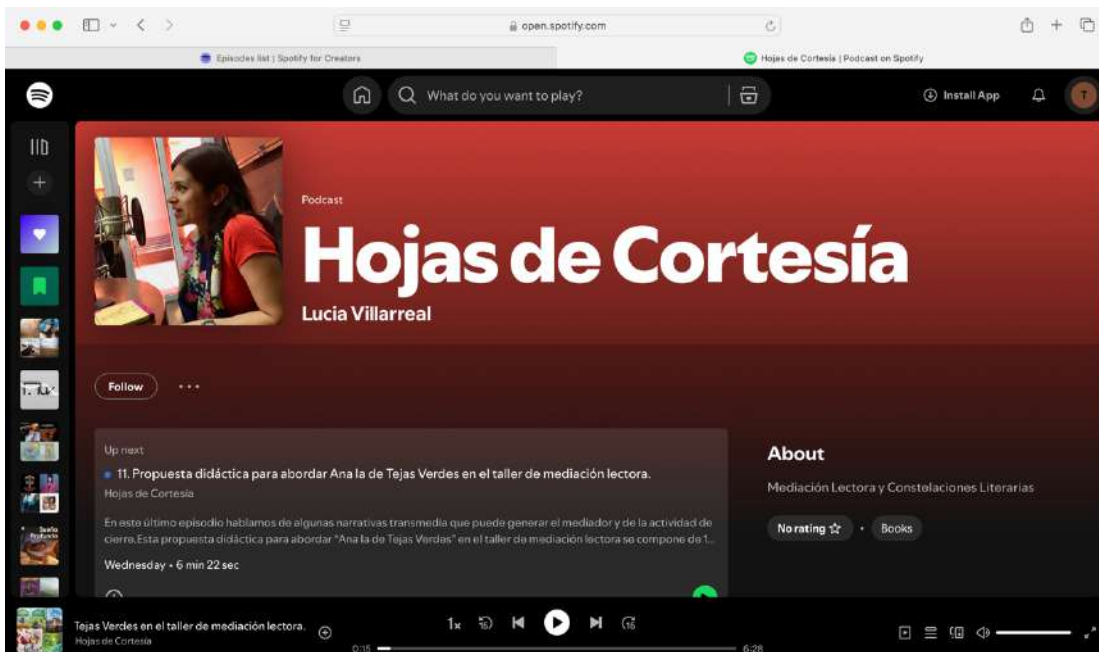 open.spotify.com
Episodes list | Spotify for Creators
Hojas de Cortesía | Podcast on Spotify
What do you want to play?
Install App
T
Podcast
Hojas de Cortesía
Lucia Villarreal
Follow
Up next
11. Propuesta didáctica para abordar Ana la de Tejas Verdes en el taller de mediación lectora.
Hojas de Cortesía
En este último episodio hablamos de algunas narrativas transmedia que puede generar el mediador y de la actividad de
cierre.Esta propuesta didáctica para abordar "Ana la de Tejas Verdes" en el taller de mediación lectora se compone de 1...
Wednesday • 6 min 22 sec
About
Mediación Lectora y Constelaciones Literarias
No rating
Books
Sueño
Profundo
Tejas Verdes en el taller de mediación lectora.
Hojas de Cortesía
1x
15
15
0:15
6:28